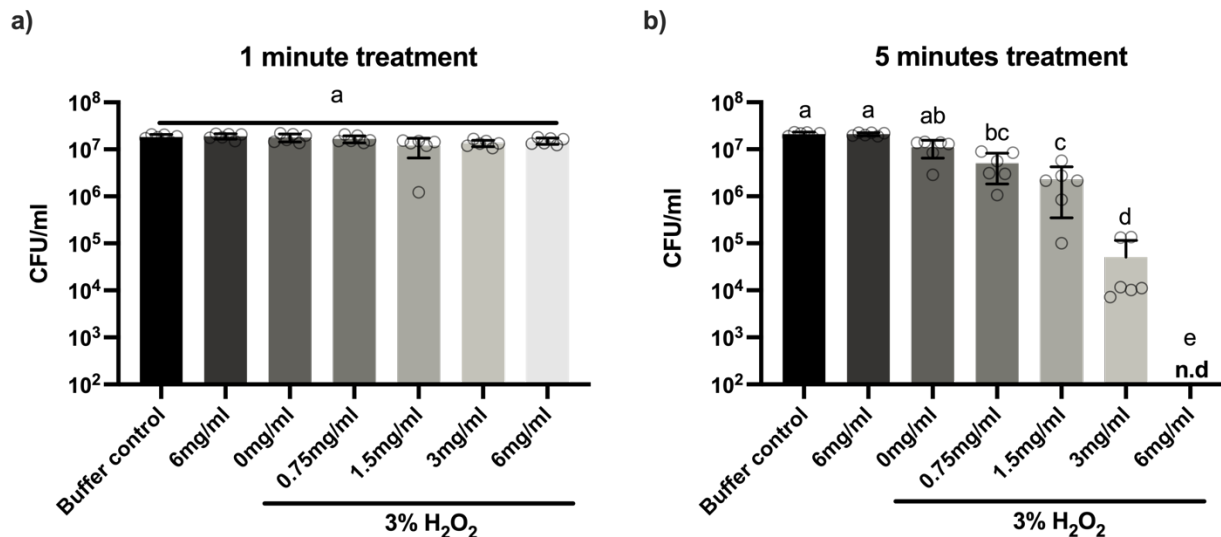 a)
1 minute treatment
a
CFU/ml
10⁸
10⁷
10⁶
10⁵
10⁴
10³
10²
Buffer control
6mg/ml
0mg/ml
0.75mg/ml
1.5mg/ml
3mg/ml
6mg/ml
3% H₂O₂
b)
5 minutes treatment
a
a
ab
bc
c
d
e
n.d
CFU/ml
10⁸
10⁷
10⁶
10⁵
10⁴
10³
10²
Buffer control
6mg/ml
0mg/ml
0.75mg/ml
1.5mg/ml
3mg/ml
6mg/ml
3% H₂O₂